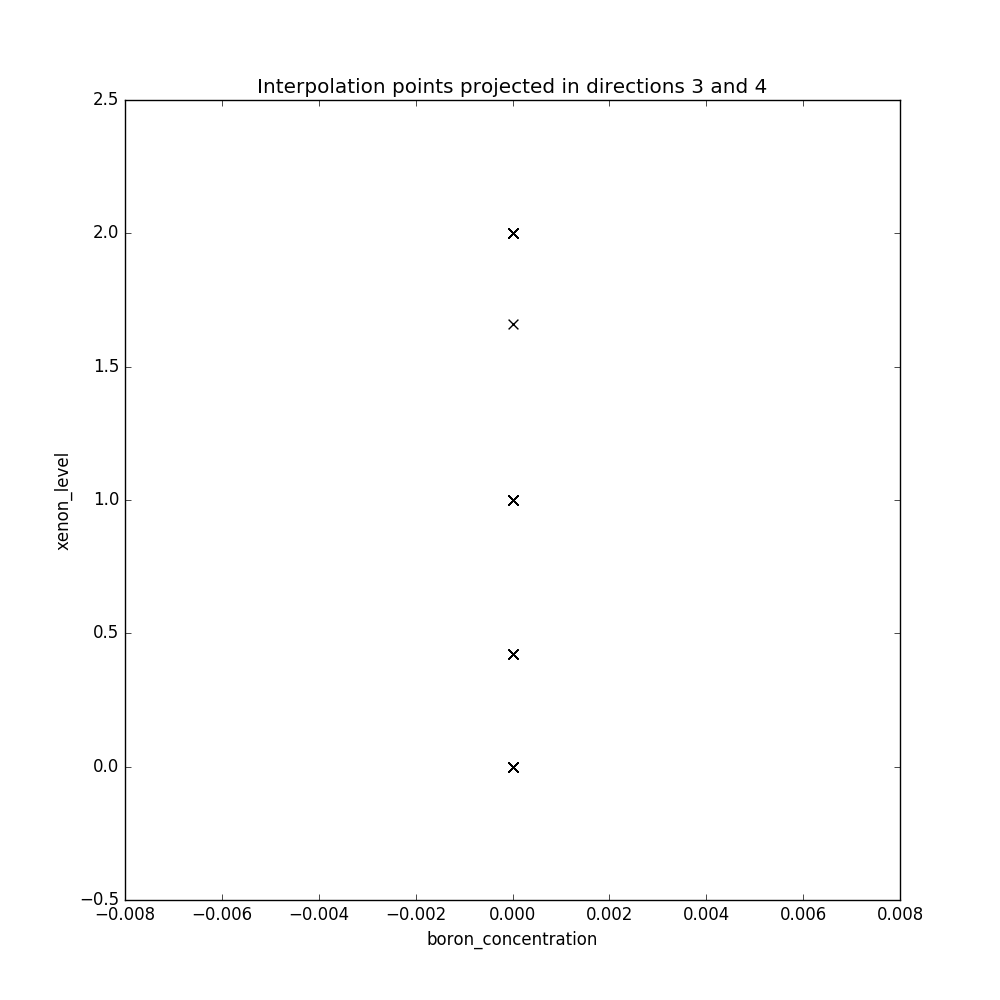 Interpolation points projected in directions 3 and 4
2.5
2.0
1.5
1.0
0.5
0.0
−0.5
xenon_level
−0.008 −0.006 −0.004 −0.002 0.000 0.002 0.004 0.006 0.008
boron_concentration